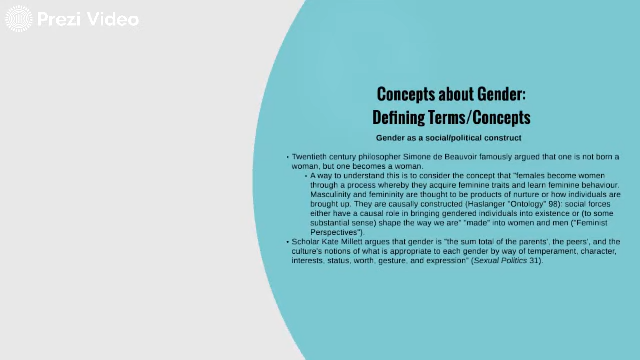 Prezi Video
Concepts about Gender:
Defining Terms/Concepts
Gender as a social/political construct
• Twentieth century philosopher Simone de Beauvoir famously argued that one is not born a
woman, but one becomes a woman.
• A way to understand this is to consider the concept that "females become women
through a process whereby they acquire feminine traits and learn feminine behaviour.
Masculinity and femininity are thought to be products of nurture or how individuals are
brought up. They are causally constructed (Haslanger "Ontology" 98): social forces
either have a causal role in bringing gendered individuals into existence or (to some
substantial sense) shape the way we are" "made" into women and men ("Feminist
Perspectives").
• Scholar Kate Millett argues that gender is "the sum total of the parents', the peers', and the
culture's notions of what is appropriate to each gender by way of temperament, character,
interests, status, worth, gesture, and expression" (Sexual Politics 31).